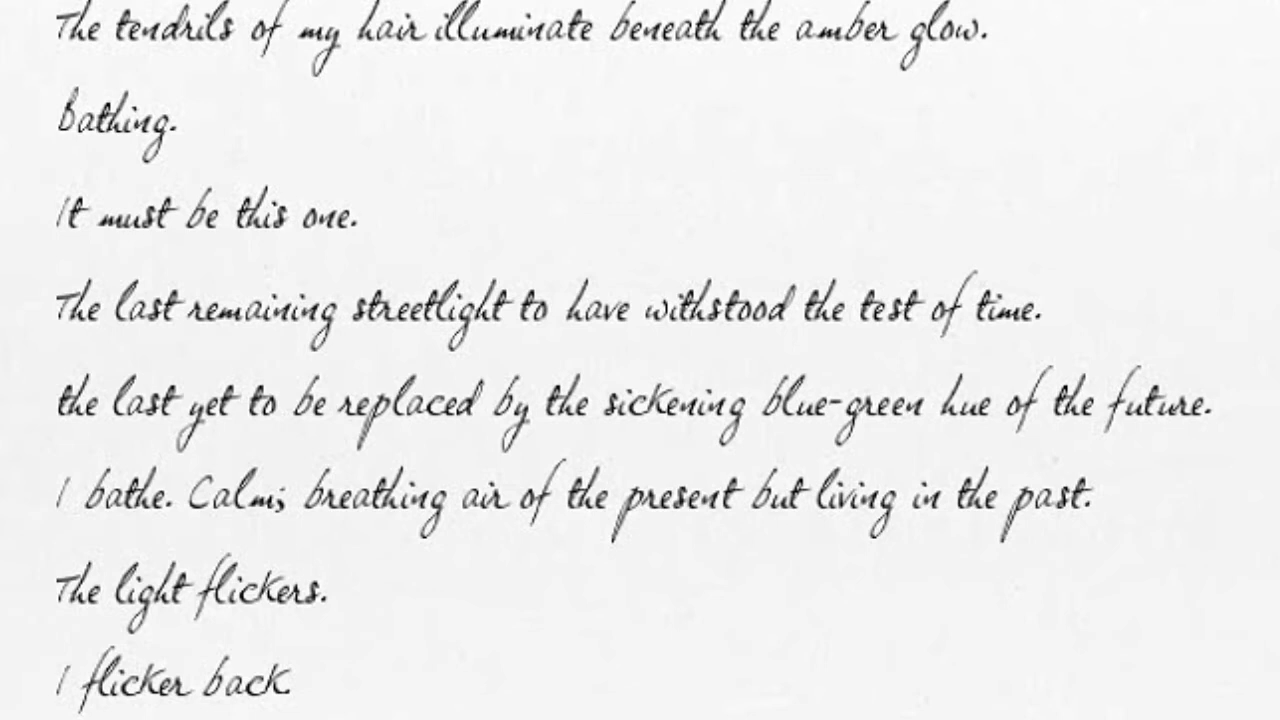 The tendrils of my hair illuminate beneath the amber glow.
Bathing.
It must be this one.
The last remaining streetlight to have withstood the test of time.
the last yet to be replaced by the sickening blue-green hue of the future.
I bathe. Calm; breathing air of the present but living in the past.
The light flickers.
I flicker back.